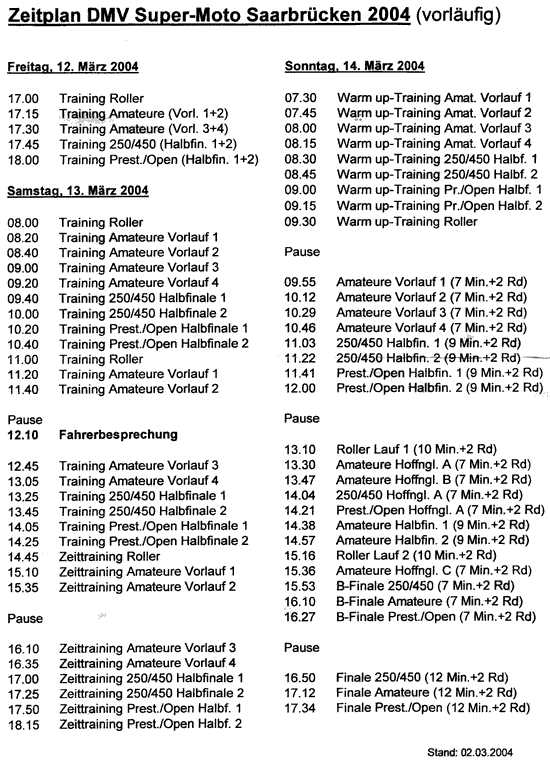 Zeitplan DMV Super-Moto Saarbrücken 2004 (vorläufig)
Freitag, 12. März 2004
17.00 Training Roller
17.15 Training Amateure (Vorl. 1+2)
17.30 Training Amateure (Vorl. 3+4)
17.45 Training 250/450 (Halbfin. 1+2)
18.00 Training Prest./Open (Halbfin. 1+2)
Samstag, 13. März 2004
08.00 Training Roller
08.20 Training Amateure Vorlauf 1
08.40 Training Amateure Vorlauf 2
09.00 Training Amateure Vorlauf 3
09.20 Training Amateure Vorlauf 4
09.40 Training 250/450 Halbfinale 1
10.00 Training 250/450 Halbfinale 2
10.20 Training Prest./Open Halbfinale 1
10.40 Training Prest./Open Halbfinale 2
11.00 Training Roller
11.20 Training Amateure Vorlauf 1
11.40 Training Amateure Vorlauf 2
Pause
12.10 Fahrerbesprechung
12.45 Training Amateure Vorlauf 3
13.05 Training Amateure Vorlauf 4
13.25 Training 250/450 Halbfinale 1
13.45 Training 250/450 Halbfinale 2
14.05 Training Prest./Open Halbfinale 1
14.25 Training Prest./Open Halbfinale 2
14.45 Zeittraining Roller
15.10 Zeittraining Amateure Vorlauf 1
15.35 Zeittraining Amateure Vorlauf 2
Pause
16.10 Zeittraining Amateure Vorlauf 3
16.35 Zeittraining Amateure Vorlauf 4
17.00 Zeittraining 250/450 Halbfinale 1
17.25 Zeittraining 250/450 Halbfinale 2
17.50 Zeittraining Prest./Open Halbf. 1
18.15 Zeittraining Prest./Open Halbf. 2
Sonntag, 14. März 2004
07.30 Warm up-Training Amat. Vorlauf 1
07.45 Warm up-Training Amat. Vorlauf 2
08.00 Warm up-Training Amat. Vorlauf 3
08.15 Warm up-Training Amat. Vorlauf 4
08.30 Warm up-Training 250/450 Halbf. 1
08.45 Warm up-Training 250/450 Halbf. 2
09.00 Warm up-Training Pr./Open Halbf. 1
09.15 Warm up-Training Pr./Open Halbf. 2
09.30 Warm up-Training Roller
Pause
09.55 Amateure Vorlauf 1 (7 Min.+2 Rd)
10.12 Amateure Vorlauf 2 (7 Min.+2 Rd)
10.29 Amateure Vorlauf 3 (7 Min.+2 Rd)
10.46 Amateure Vorlauf 4 (7 Min.+2 Rd)
11.03 250/450 Halbfin. 1 (9 Min.+2 Rd)
11.22 250/450 Halbfin. 2 (9 Min.+2 Rd)
11.41 Prest./Open Halbfin. 1 (9 Min.+2 Rd)
12.00 Prest./Open Halbfin. 2 (9 Min.+2 Rd)
Pause
13.10 Roller Lauf 1 (10 Min.+2 Rd)
13.30 Amateure Hoffngl. A (7 Min.+2 Rd)
13.47 Amateure Hoffngl. B (7 Min.+2 Rd)
14.04 250/450 Hoffngl. A (7 Min.+2 Rd)
14.21 Prest./Open Hoffngl. A (7 Min.+2 Rd)
14.38 Amateure Halbfin. 1 (9 Min.+2 Rd)
14.57 Amateure Halbfin. 2 (9 Min.+2 Rd)
15.16 Roller Lauf 2 (10 Min.+2 Rd)
15.36 Amateure Hoffngl. C (7 Min.+2 Rd)
15.53 B-Finale 250/450 (7 Min.+2 Rd)
16.10 B-Finale Amateure (7 Min.+2 Rd)
16.27 B-Finale Prest./Open (7 Min.+2 Rd)
Pause
16.50 Finale 250/450 (12 Min.+2 Rd)
17.12 Finale Amateure (12 Min.+2 Rd)
17.34 Finale Prest./Open (12 Min.+2 Rd)
Stand: 02.03.2004